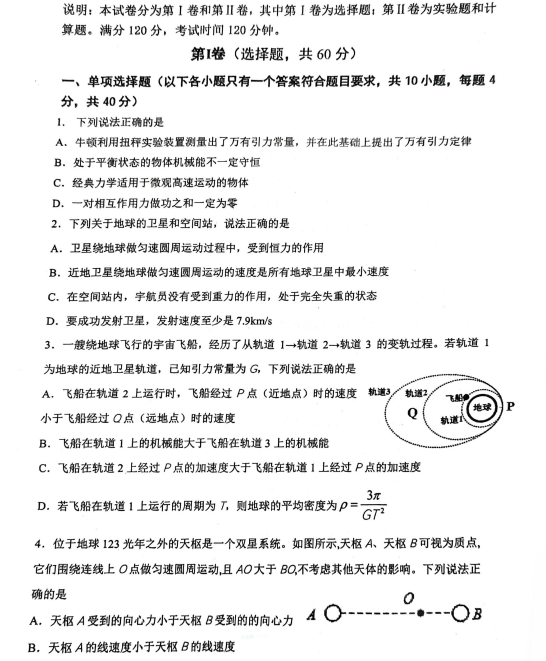 说明：本试卷分为第Ⅰ卷和第Ⅱ卷，其中第Ⅰ卷为选择题；第Ⅱ卷为实验题和计
算题。满分 120 分，考试时间 120 分钟。
第Ⅰ卷（选择题，共 60 分）
一、单项选择题（以下各小题只有一个答案符合题目要求，共 10 小题，每题 4
分，共 40 分）
1. 下列说法正确的是
A．牛顿利用扭秤实验装置测量出了万有引力常量，并在此基础上提出了万有引力定律
B．处于平衡状态的物体机械能不一定守恒
C．经典力学适用于微观高速运动的物体
D．一对相互作用力做功之和一定为零
2．下列关于地球的卫星和空间站，说法正确的是
A．卫星绕地球做匀速圆周运动过程中，受到恒力的作用
B．近地卫星绕地球做匀速圆周运动的速度是所有地球卫星中最小速度
C．在空间站内，宇航员没有受到重力的作用，处于完全失重的状态
D．要成功发射卫星，发射速度至少是 7.9km/s
3．一艘绕地球飞行的宇宙飞船，经历了从轨道 1→轨道 2→轨道 3 的变轨过程。若轨道 1
为地球的近地卫星轨道，已知引力常量为 G，下列说法正确的是
A．飞船在轨道 2 上运行时，飞船经过 P 点（近地点）时的速度
小于飞船经过 Q 点（远地点）时的速度
轨道3 轨道2 飞船 地球 P
Q 轨道1
B．飞船在轨道 1 上的机械能大于飞船在轨道 3 上的机械能
C．飞船在轨道 2 上经过 P 点的加速度大于飞船在轨道 1 上经过 P 点的加速度
D．若飞船在轨道 1 上运行的周期为 T，则地球的平均密度为 ρ=3π/GT²
4．位于地球 123 光年之外的天枢是一个双星系统。如图所示,天枢 A、天枢 B 可视为质点,
它们围绕连线上 O 点做匀速圆周运动,且 AO 大于 BO,不考虑其他天体的影响。下列说法正
确的是
A．天枢 A 受到的向心力小于天枢 B 受到的的向心力
A O B
B．天枢 A 的线速度小于天枢 B 的线速度